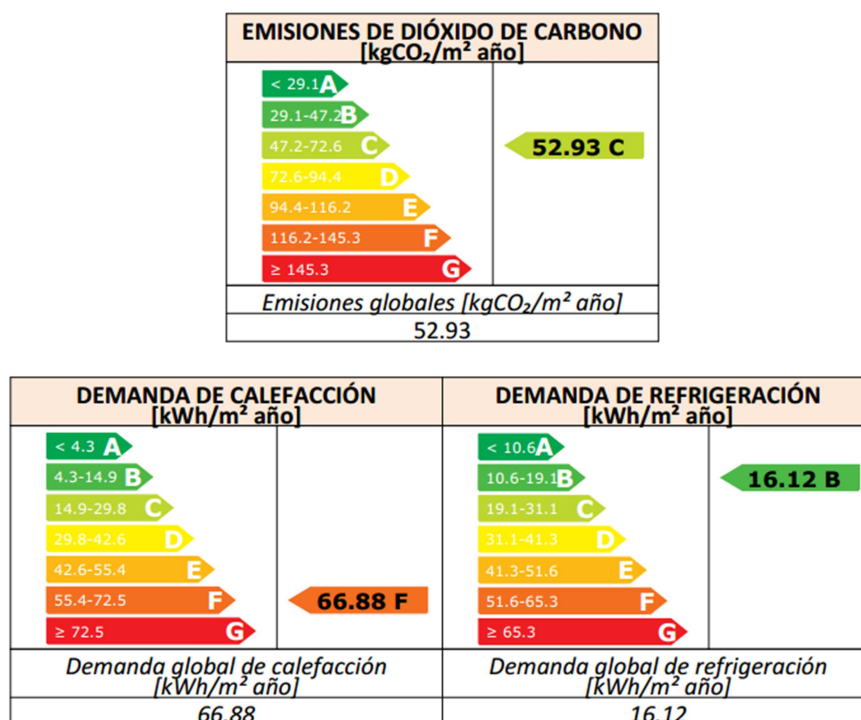 EMISIONES DE DIÓXIDO DE CARBONO
[kgCO₂/m² año]
< 29.1 A
29.1-47.2 B
47.2-72.6 C
52.93 C
72.6-94.4 D
94.4-116.2 E
116.2-145.3 F
≥ 145.3 G
Emisiones globales [kgCO₂/m² año]
52.93
DEMANDA DE CALEFACCIÓN
[kWh/m² año]
< 4.3 A
4.3-14.9 B
14.9-29.8 C
29.8-42.6 D
42.6-55.4 E
55.4-72.5 F
66.88 F
≥ 72.5 G
Demanda global de calefacción
[kWh/m² año]
66.88
DEMANDA DE REFRIGERACIÓN
[kWh/m² año]
< 10.6 A
10.6-19.1 B
16.12 B
19.1-31.1 C
31.1-41.3 D
41.3-51.6 E
51.6-65.3 F
≥ 65.3 G
Demanda global de refrigeración
[kWh/m² año]
16.12